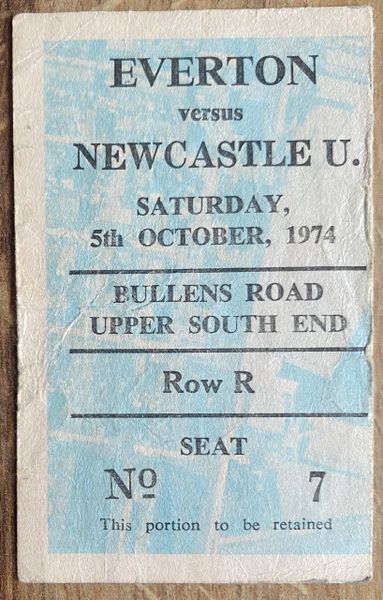 EVERTON
versus
NEWCASTLE U.
SATURDAY,
5th OCTOBER, 1974
BULLENS ROAD
UPPER SOUTH END
Row R
SEAT
Nº 7
This portion to be retained